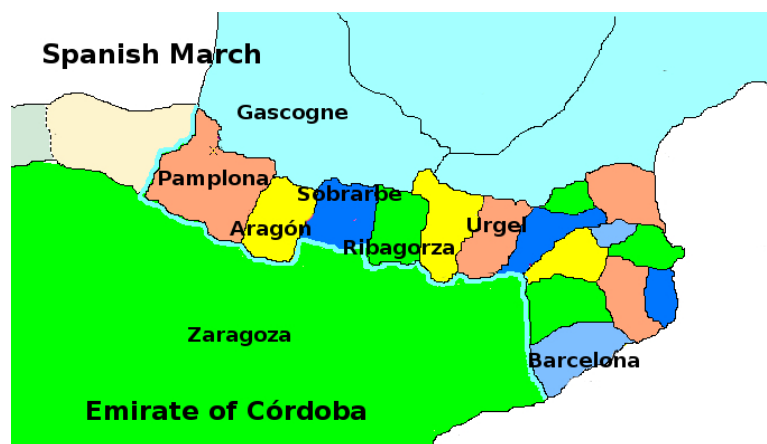 Spanish March
Gascogne
Pamplona
Sobrarbe
Aragón
Urgel
Ribagorza
Zaragoza
Barcelona
Emirate of Córdoba